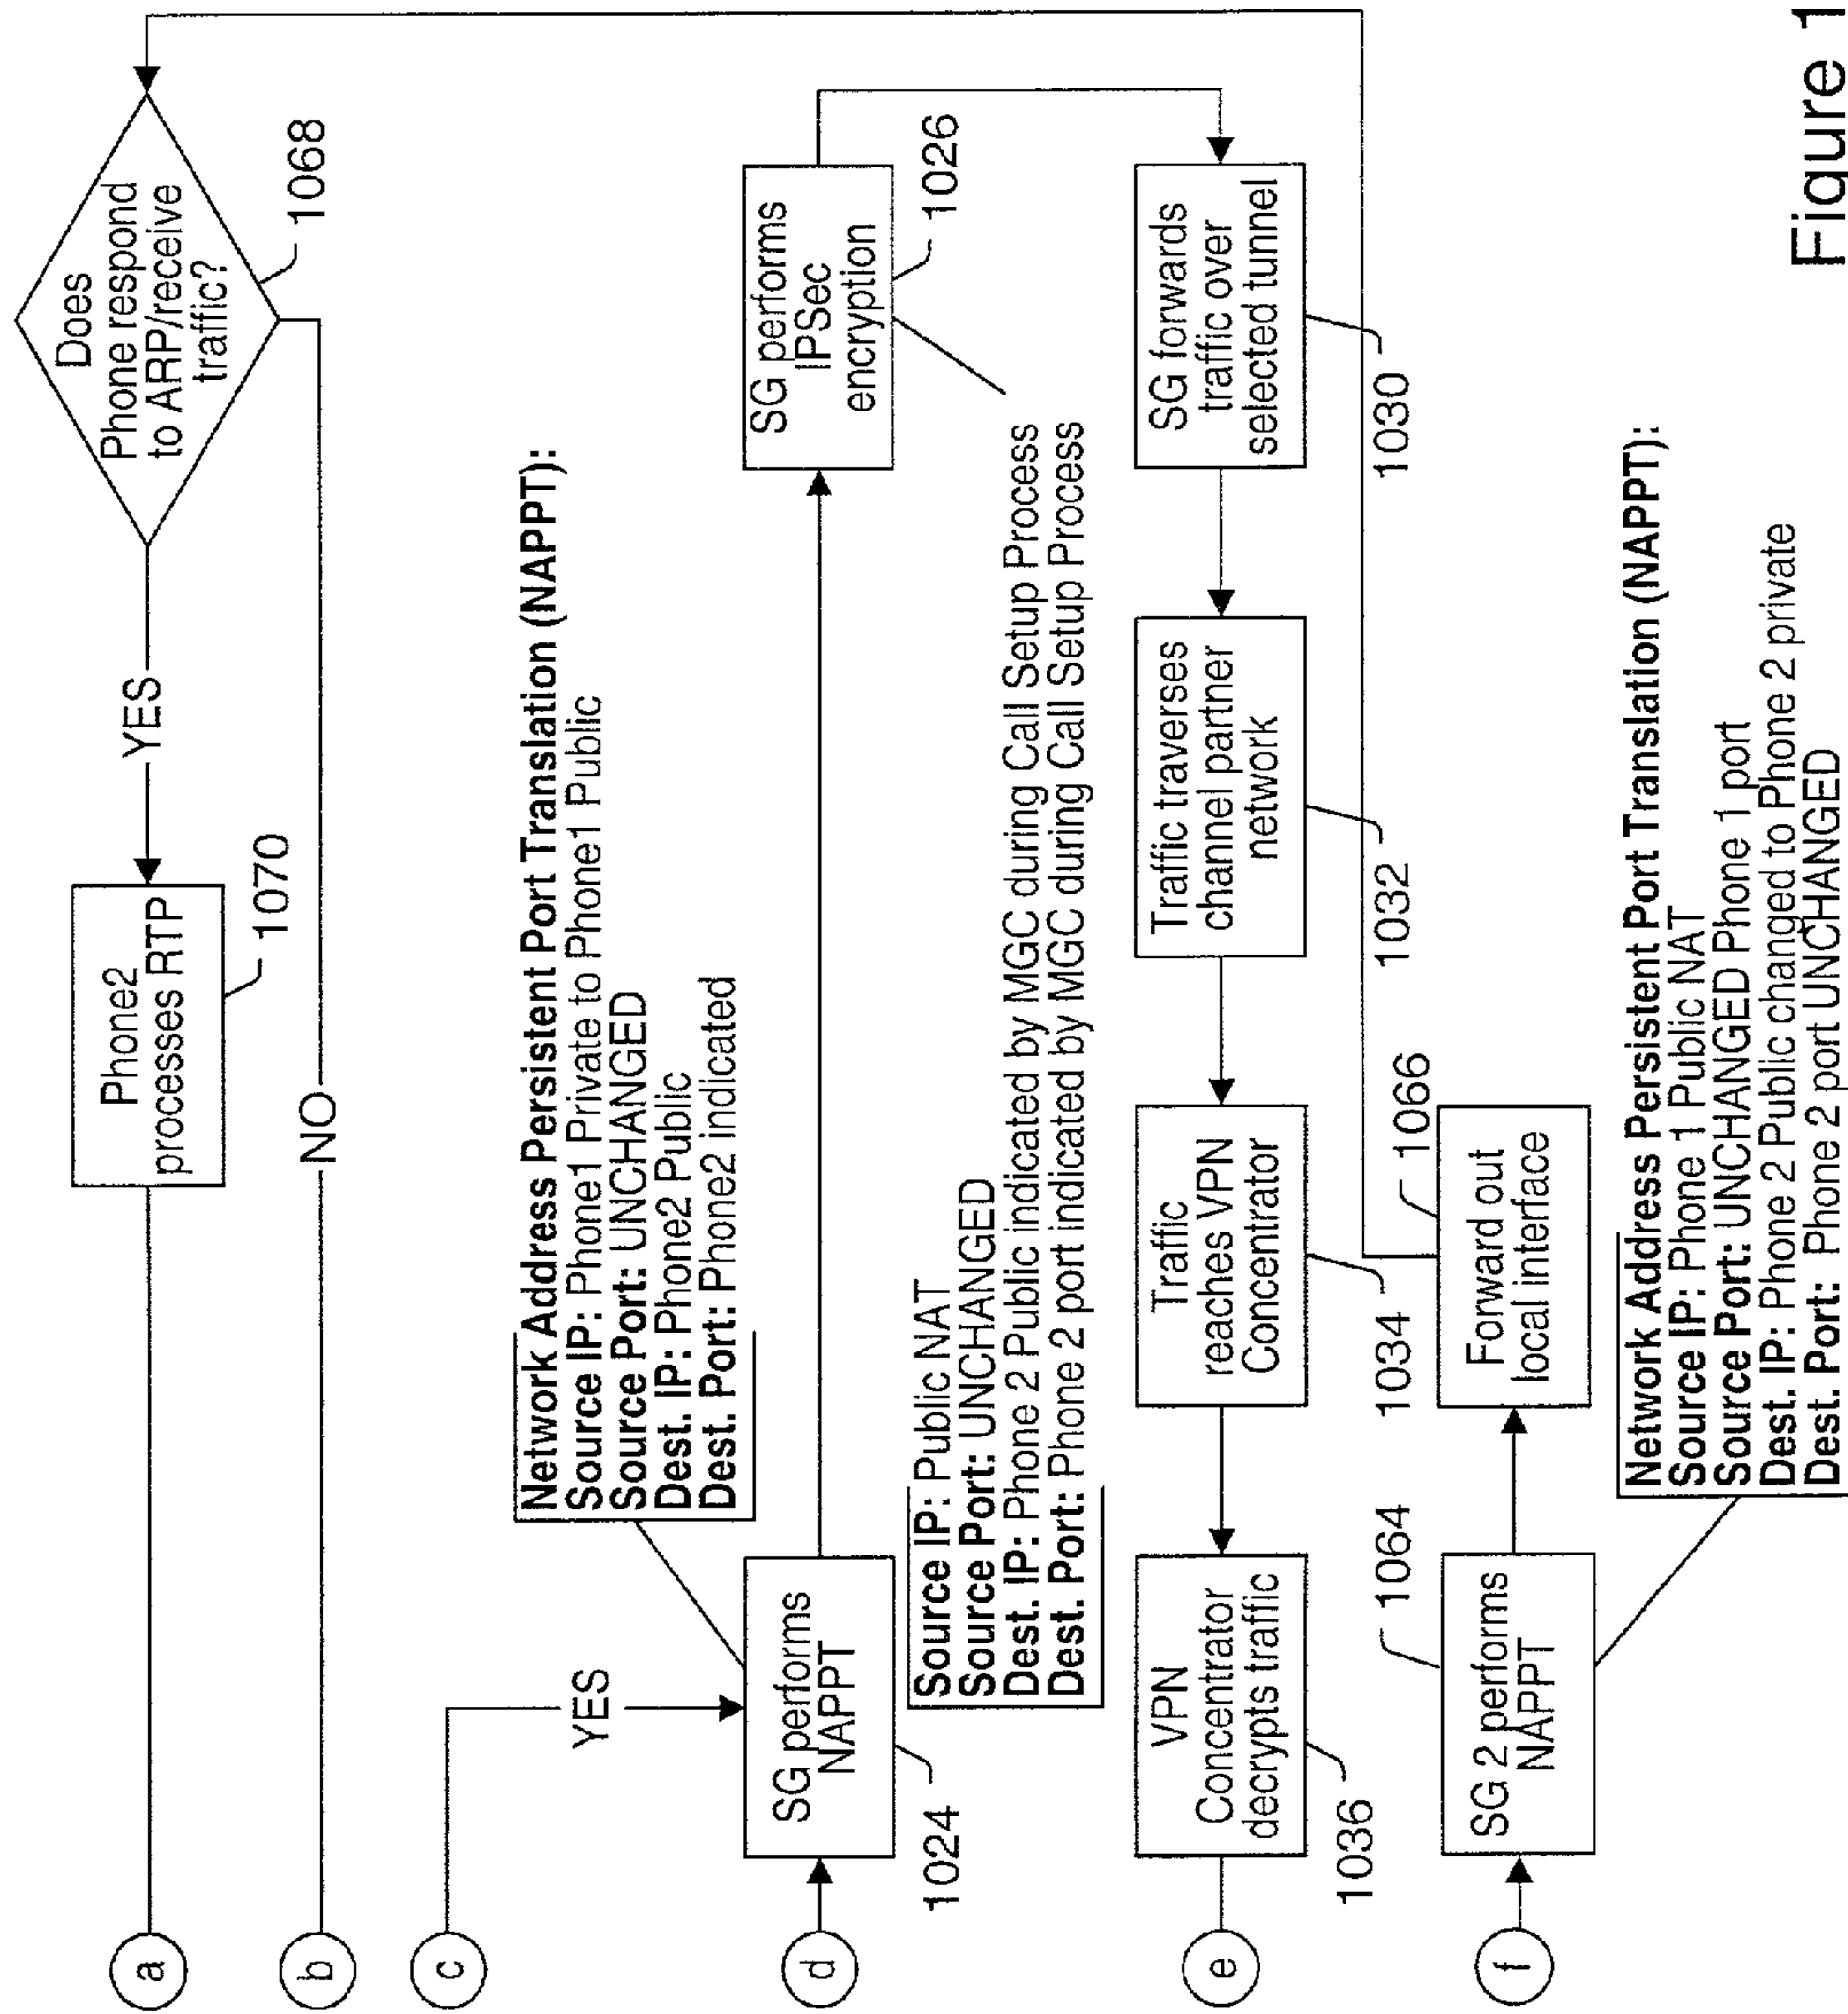 a
Phone2
processes RTP
1070
YES
Does
Phone respond
to ARP/receive
traffic?
1068
b
NO
c
YES
Network Address Persistent Port Translation (NAPPT):
Source IP: Phone1 Private to Phone1 Public
Source Port: UNCHANGED
Dest. IP: Phone2 Public
Dest. Port: Phone2 indicated
d
SG performs
NAPPT
1024
SG performs
IPSec
encryption
1026
Source IP: Public NAT
Source Port: UNCHANGED
Dest. IP: Phone 2 Public indicated by MGC during Call Setup Process
Dest. Port: Phone 2 port indicated by MGC during Call Setup Process
e
VPN
Concentrator
decrypts traffic
1036
Traffic
reaches VPN
Concentrator
1034
Traffic traverses
channel partner
network
1032
SG forwards
traffic over
selected tunnel
1030
f
SG 2 performs
NAPPT
1064
Forward out
local interface
1066
Network Address Persistent Port Translation (NAPPT):
Source IP: Phone 1 Public NAT
Source Port: UNCHANGED Phone 1 port
Dest. IP: Phone 2 Public changed to Phone 2 private
Dest. Port: Phone 2 port UNCHANGED
Figure 1